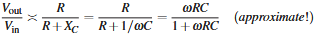 V_out/V_in ≍ R/(R + X_C) = R/(R + 1/ωC) = ωRC/(1 + ωRC) (approximate!)